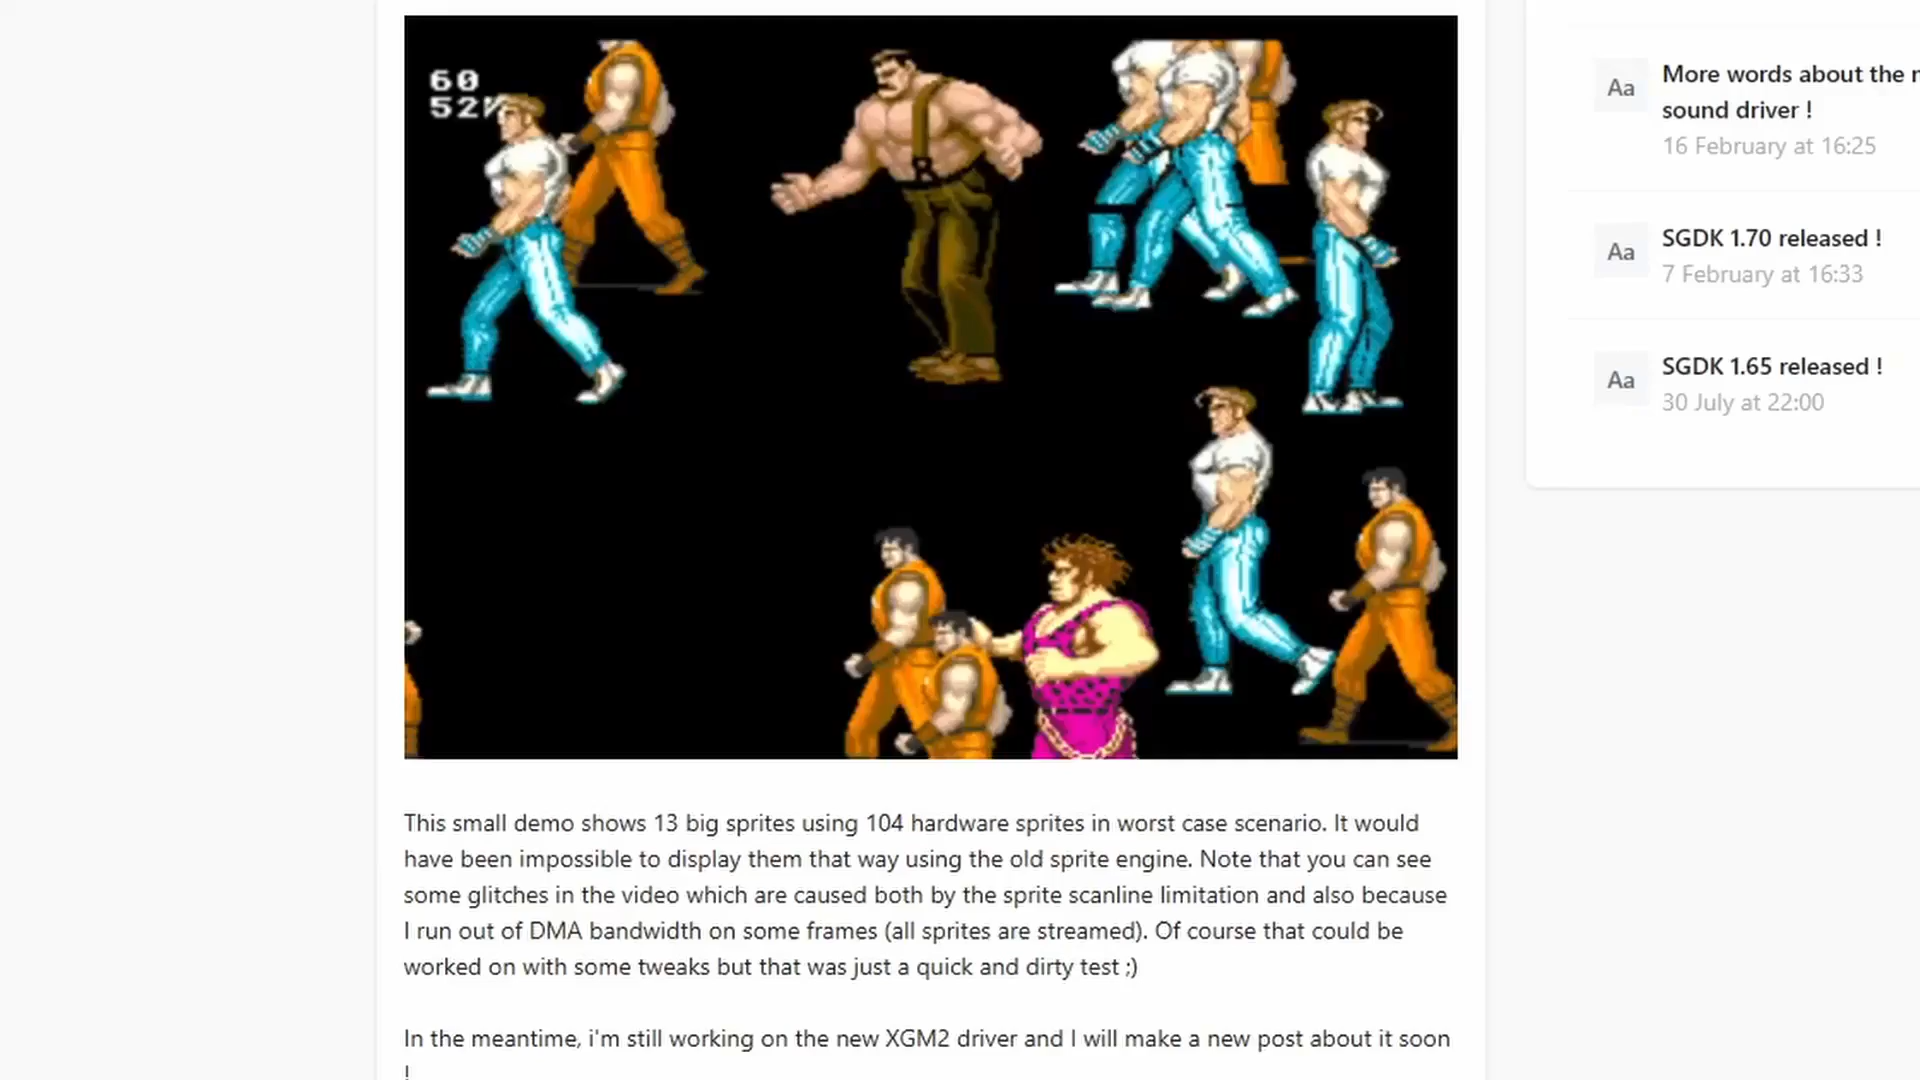 60
52%
This small demo shows 13 big sprites using 104 hardware sprites in worst case scenario. It would
have been impossible to display them that way using the old sprite engine. Note that you can see
some glitches in the video which are caused both by the sprite scanline limitation and also because
I run out of DMA bandwidth on some frames (all sprites are streamed). Of course that could be
worked on with some tweaks but that was just a quick and dirty test ;)
In the meantime, i'm still working on the new XGM2 driver and I will make a new post about it soon
!
Aa
More words about the
sound driver !
16 February at 16:25
Aa
SGDK 1.70 released !
7 February at 16:33
Aa
SGDK 1.65 released !
30 July at 22:00